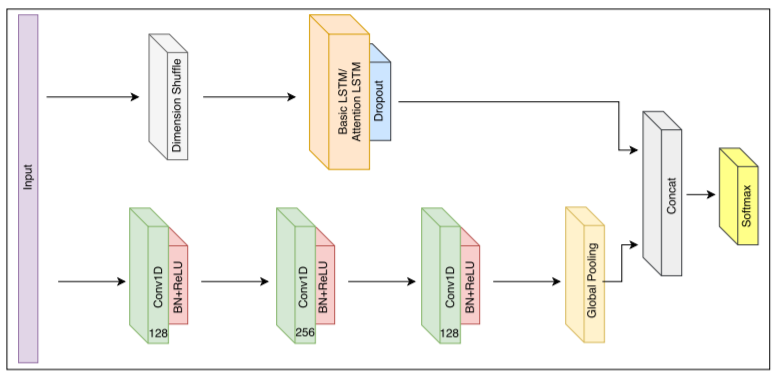 Input
Dimension Shuffle
Basic LSTM/
Attention LSTM
Dropout
Conv1D
128
BN+ReLU
Conv1D
256
BN+ReLU
Conv1D
128
BN+ReLU
Global Pooling
Concat
Softmax